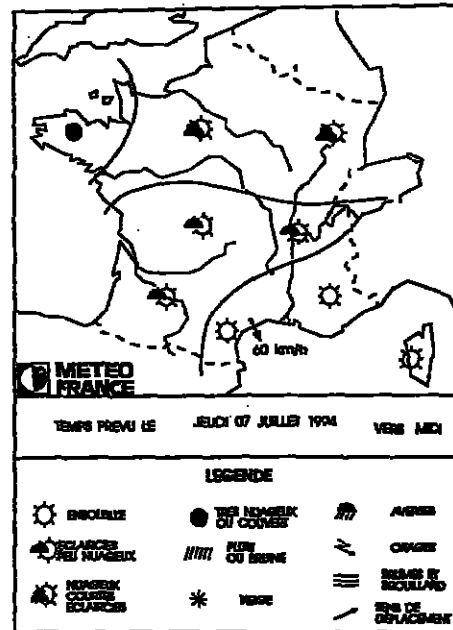 60 km/h
METEO
FRANCE
TEMPS PREVU LE JEUDI 07 JUILLET 1994 VERS MIDI
LEGENDE
ENSOLEILLE
TRES NUAGEUX
OU COUVERT
AVERSES
ECLAIRCIES
PEU NUAGEUX
PLUIE
OU BRUINE
ORAGES
NUAGEUX
COURTES
ECLAIRCIES
NEIGE
BRUMES ET
BROUILLARD
SENS DE
DEPLACEMENT